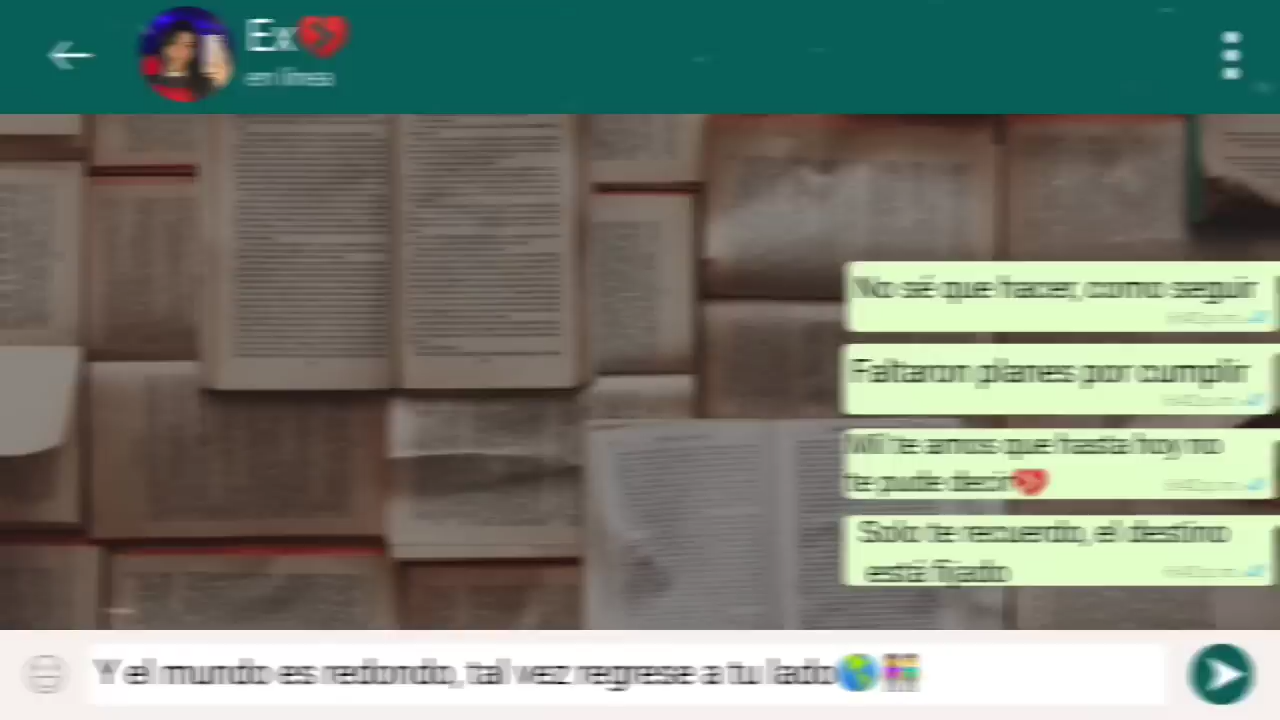 Ex💔
en línea
No sé que hacer, como seguir
Faltaron planes por cumplir
Mil te amos que hasta hoy no
te pude decir💔
Solo te recuerdo, el destino
está fijado
Y el mundo es redondo, tal vez regrese a tu lado🌎👫